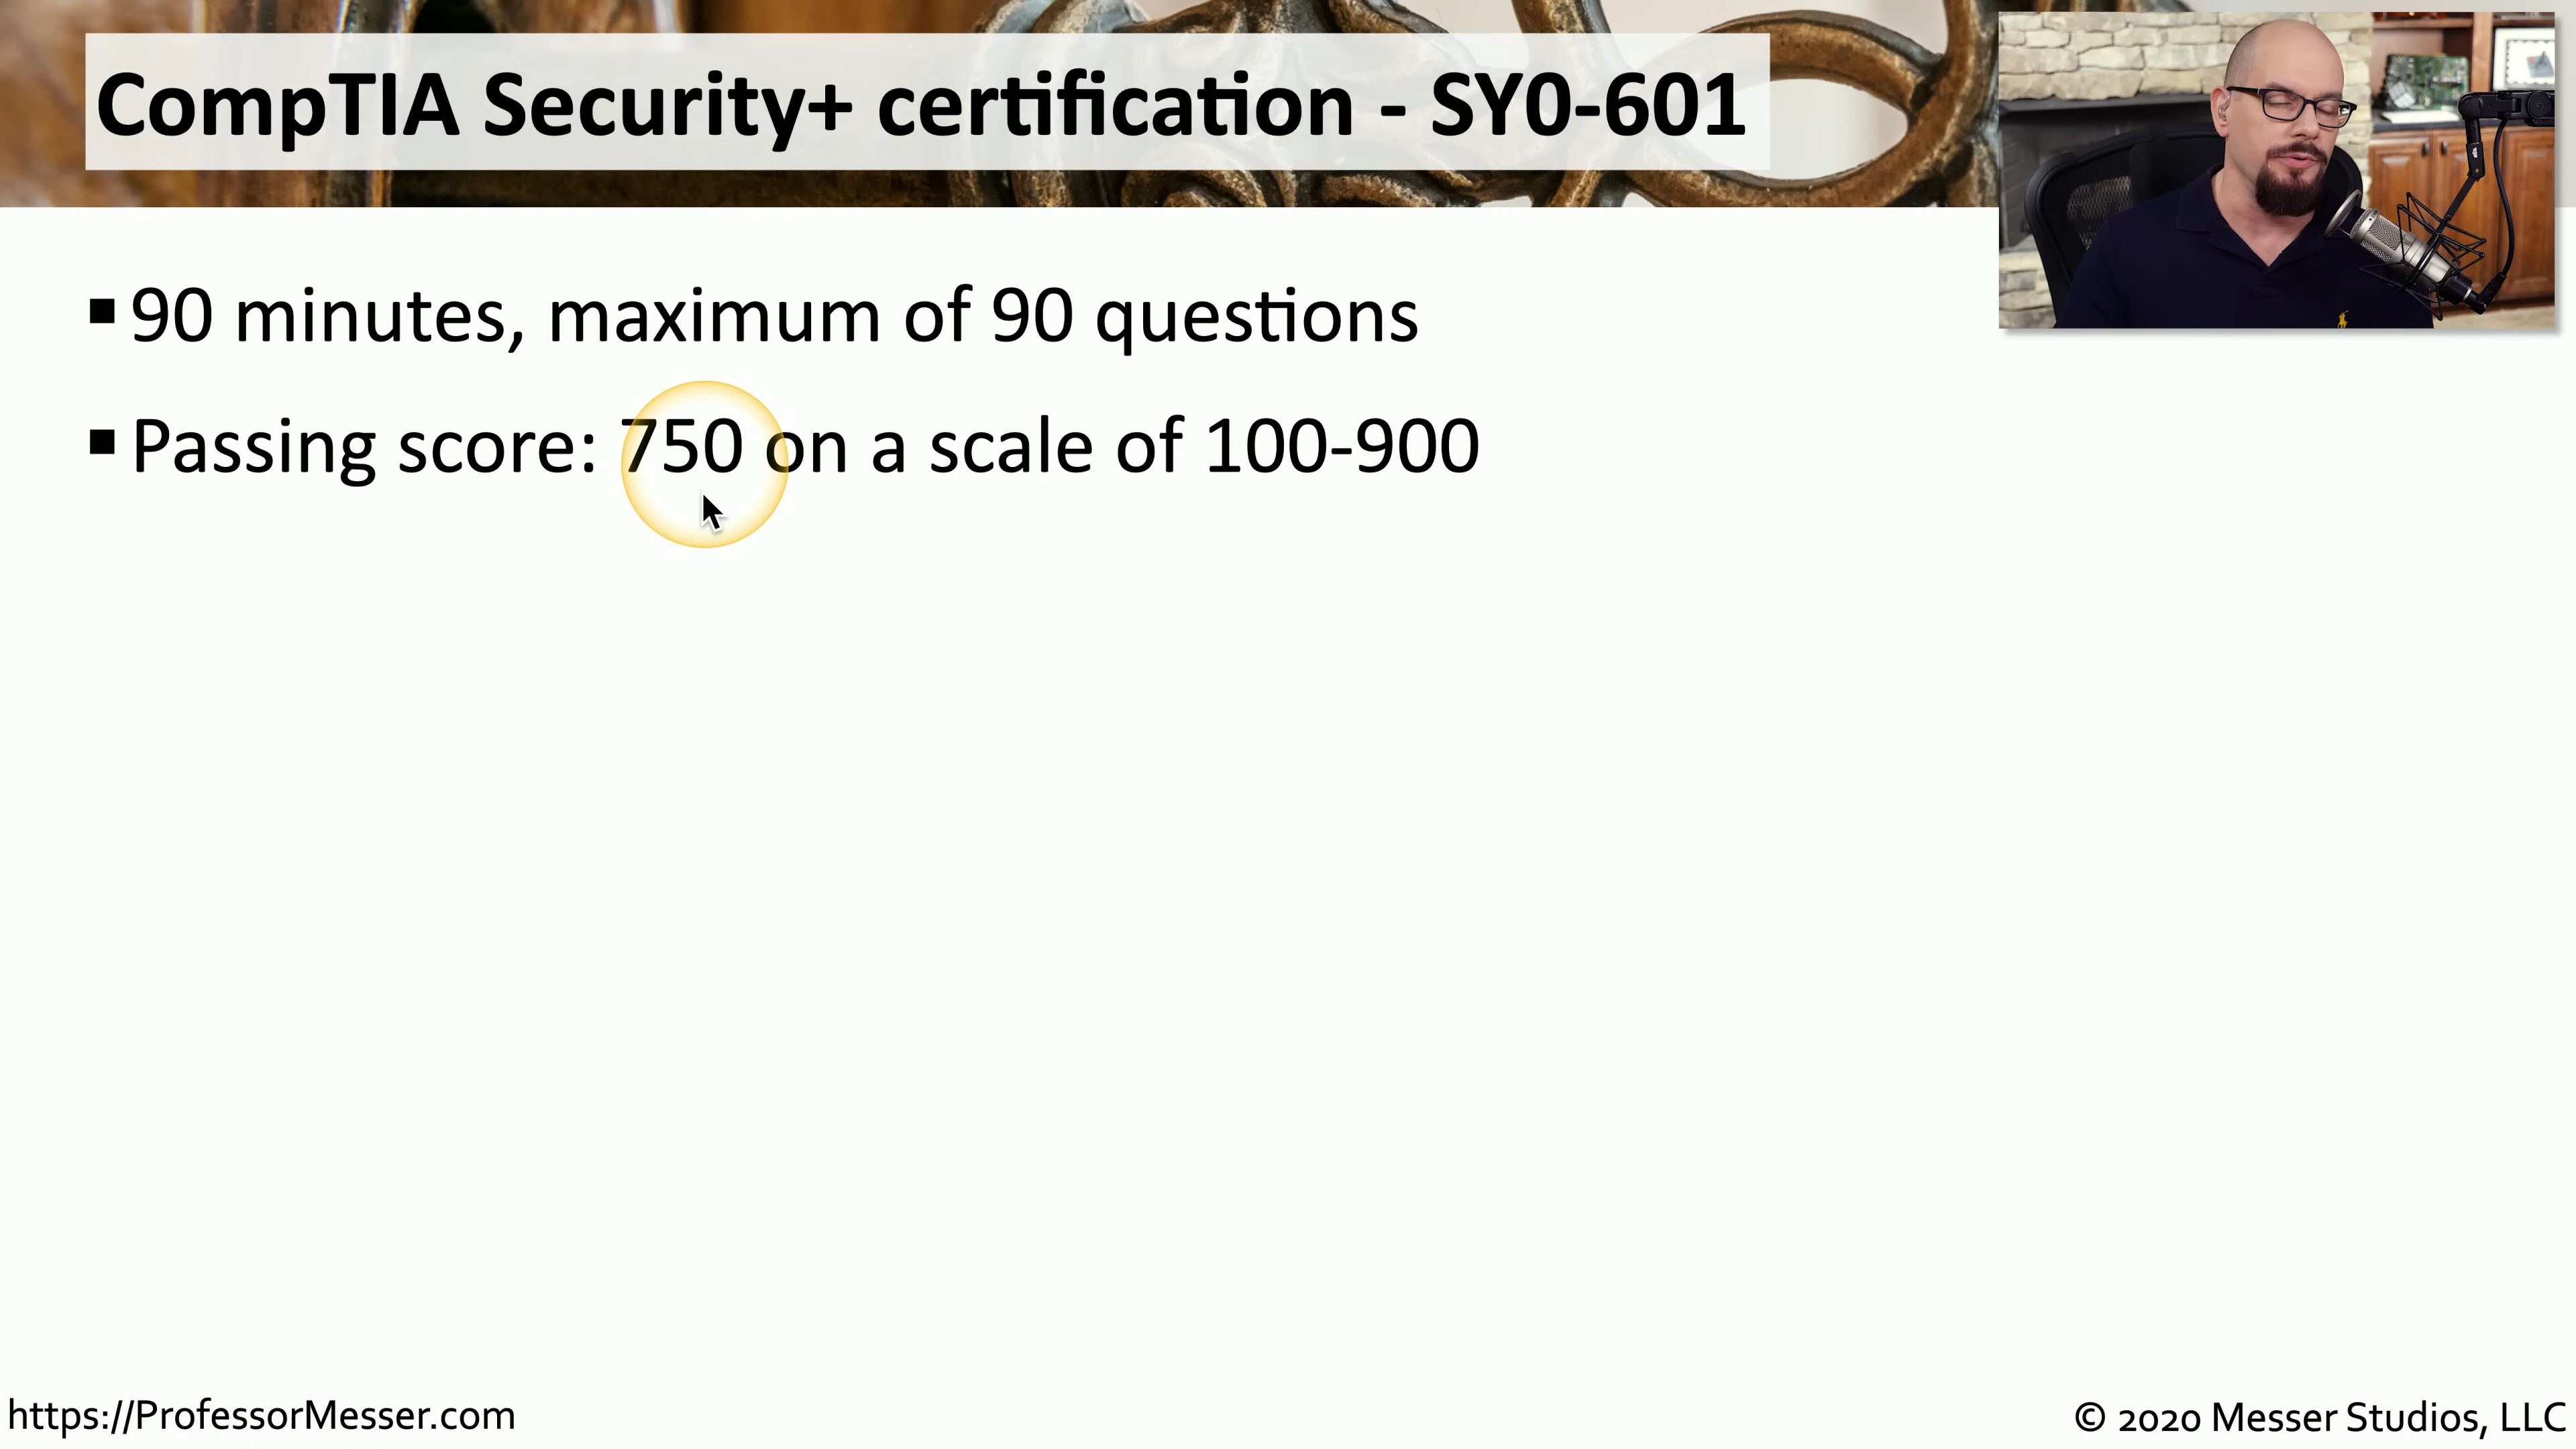 CompTIA Security+ certification - SY0-601
▪ 90 minutes, maximum of 90 questions
▪ Passing score: 750 on a scale of 100-900
https://ProfessorMesser.com
© 2020 Messer Studios, LLC